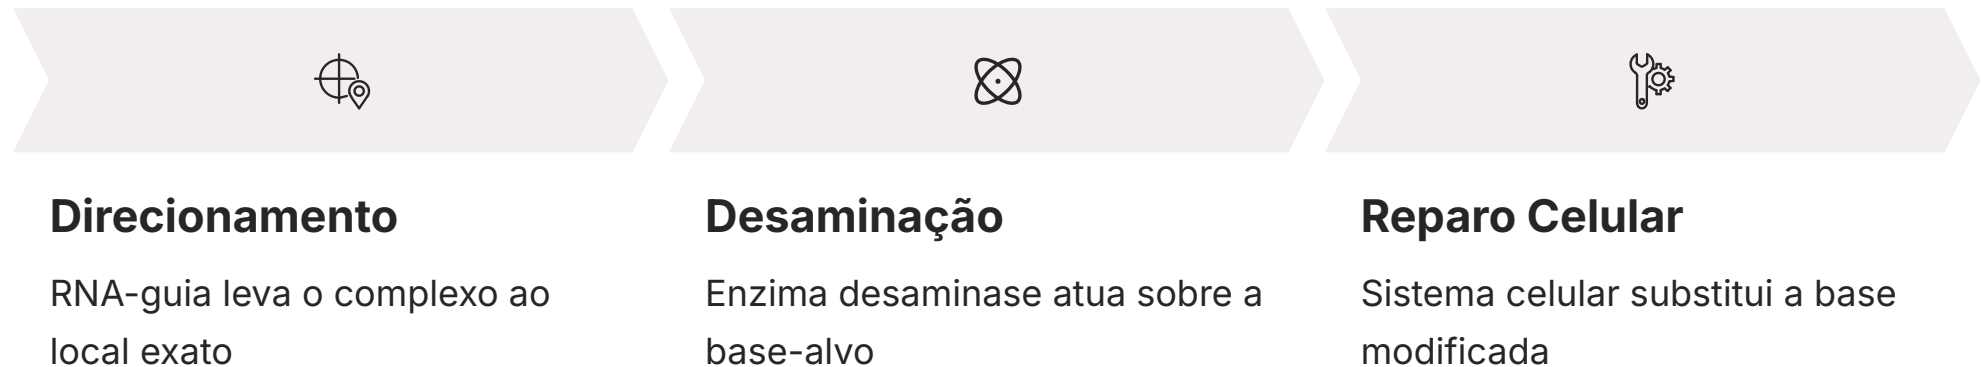 Direcionamento
RNA-guia leva o complexo ao
local exato
Desaminação
Enzima desaminase atua sobre a
base-alvo
Reparo Celular
Sistema celular substitui a base
modificada